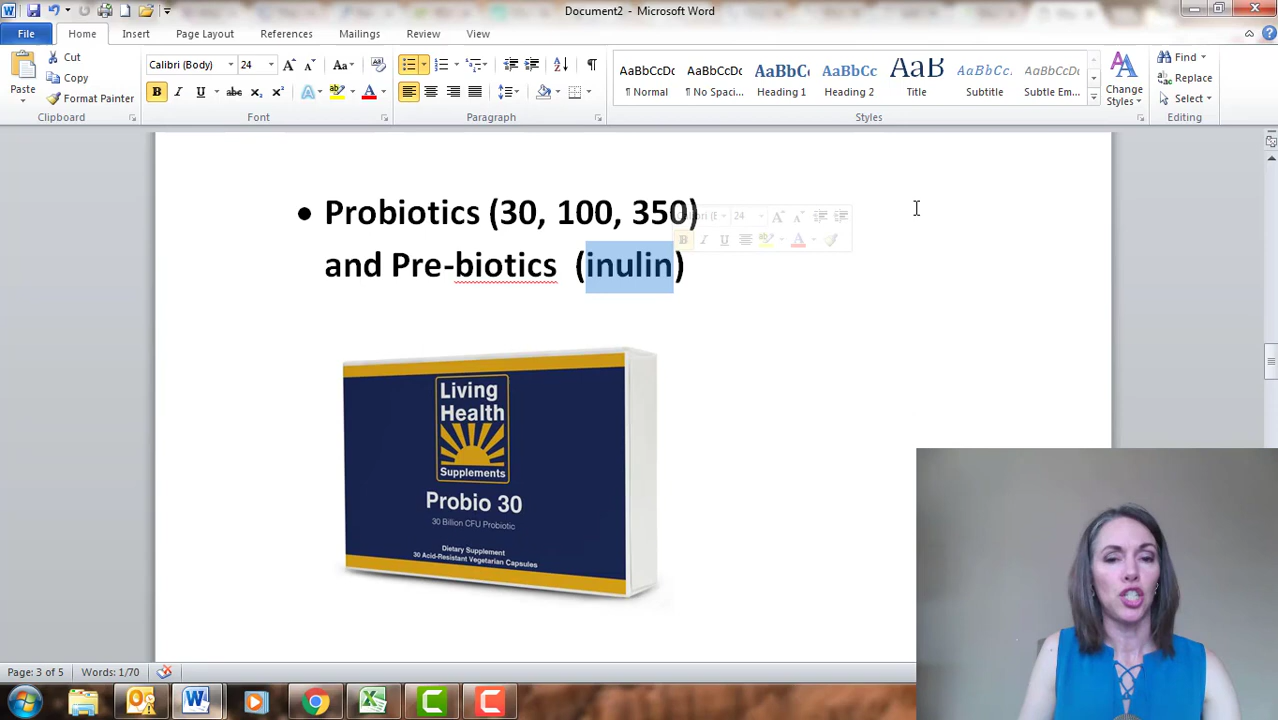 Document2 - Microsoft Word
File
Home
Insert
Page Layout
References
Mailings
Review
View
Paste
Cut
Copy
Format Painter
Clipboard
Calibri (Body)
24
Font
Paragraph
AaBbCcDc
¶ Normal
AaBbCcDc
¶ No Spaci...
AaBbCc
Heading 1
AaBbCc
Heading 2
AaB
Title
AaBbCc.
Subtitle
AaBbCcDc
Subtle Em...
Styles
Change
Styles
Find
Replace
Select
Editing
• Probiotics (30, 100, 350)
and Pre-biotics (inulin)
24
Living
Health
Supplements
Probio 30
30 Billion CFU Probiotic
Dietary Supplement
30 Acid-Resistant Vegetarian Capsules
Page: 3 of 5
Words: 1/70